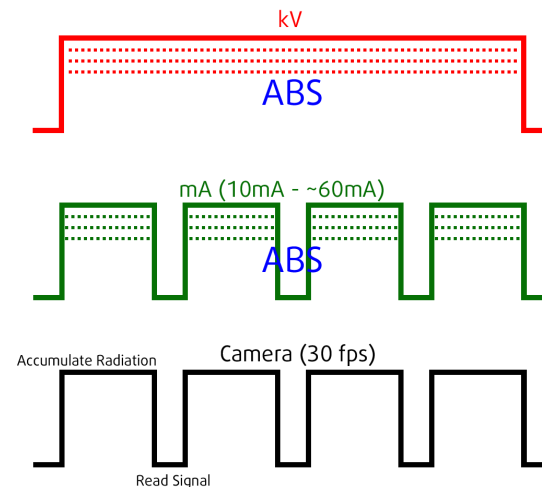 kV
ABS
mA (10mA - ~60mA)
ABS
Camera (30 fps)
Accumulate Radiation
Read Signal